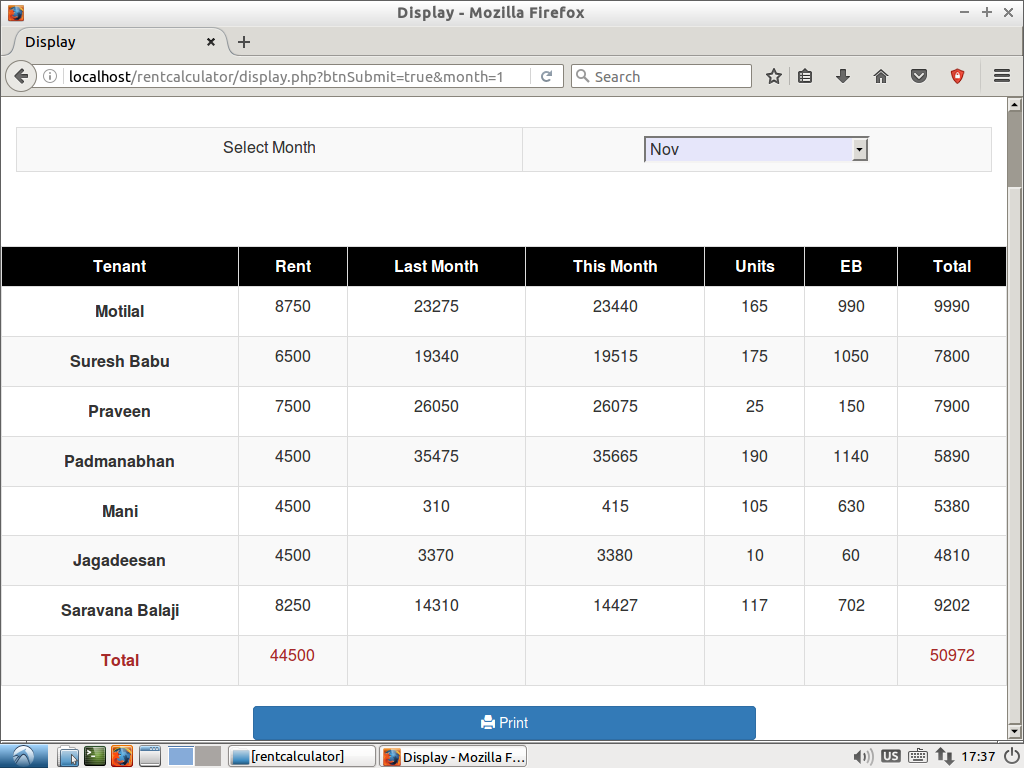 Display - Mozilla Firefox
Display
localhost/rentcalculator/display.php?btnSubmit=true&month=1
Search
Select Month Nov
Tenant Rent Last Month This Month Units EB Total
Motilal 8750 23275 23440 165 990 9990
Suresh Babu 6500 19340 19515 175 1050 7800
Praveen 7500 26050 26075 25 150 7900
Padmanabhan 4500 35475 35665 190 1140 5890
Mani 4500 310 415 105 630 5380
Jagadeesan 4500 3370 3380 10 60 4810
Saravana Balaji 8250 14310 14427 117 702 9202
Total 44500 50972
Print
[rentcalculator] Display - Mozilla F... US 17:37